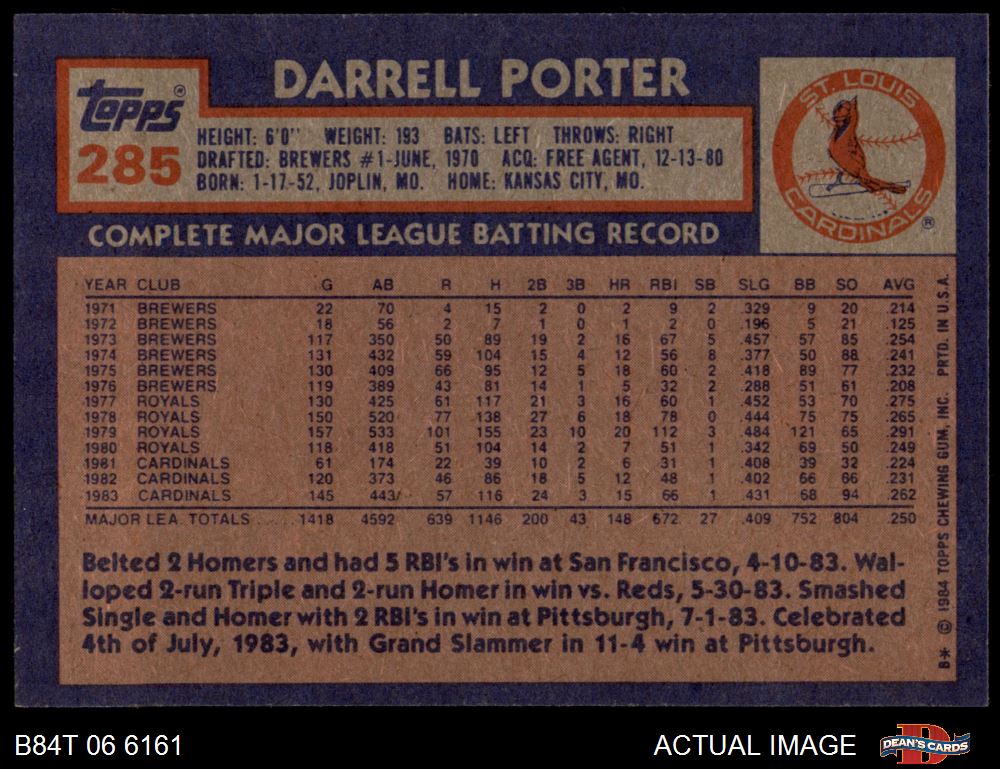 DARRELL PORTER
Topps®
285
HEIGHT: 6'0" WEIGHT: 193 BATS: LEFT THROWS: RIGHT
DRAFTED: BREWERS #1-JUNE, 1970 ACQ: FREE AGENT, 12-13-80
BORN: 1-17-52, JOPLIN, MO. HOME: KANSAS CITY, MO.
ST. LOUIS
CARDINALS ®
COMPLETE MAJOR LEAGUE BATTING RECORD
YEAR CLUB G AB R H 2B 3B HR RBI SB SLG BB SO AVG
1971 BREWERS 22 70 4 15 2 0 2 9 2 .329 9 20 .214
1972 BREWERS 18 56 2 7 1 0 1 2 0 .196 5 21 .125
1973 BREWERS 117 350 50 89 19 2 16 67 5 .457 57 85 .254
1974 BREWERS 131 432 59 104 15 4 12 56 8 .377 50 88 .241
1975 BREWERS 130 409 66 95 12 5 18 60 2 .418 89 77 .232
1976 BREWERS 119 389 43 81 14 1 5 32 2 .288 51 61 .208
1977 ROYALS 130 425 61 117 21 3 16 60 1 .452 53 70 .275
1978 ROYALS 150 520 77 138 27 6 18 78 0 .444 75 75 .265
1979 ROYALS 157 533 101 155 23 10 20 112 3 .484 121 65 .291
1980 ROYALS 118 418 51 104 14 2 7 51 1 .342 69 50 .249
1981 CARDINALS 61 174 22 39 10 2 6 31 1 .408 39 32 .224
1982 CARDINALS 120 373 46 86 18 5 12 48 1 .402 66 66 .231
1983 CARDINALS 145 443 57 116 24 3 15 66 1 .431 68 94 .262
MAJOR LEA. TOTALS ...... 1418 4592 639 1146 200 43 148 672 27 .409 752 804 .250
Belted 2 Homers and had 5 RBI's in win at San Francisco, 4-10-83. Wal-
loped 2-run Triple and 2-run Homer in win vs. Reds, 5-30-83. Smashed
Single and Homer with 2 RBI's in win at Pittsburgh, 7-1-83. Celebrated
4th of July, 1983, with Grand Slammer in 11-4 win at Pittsburgh.
B* © 1984 TOPPS CHEWING GUM, INC. PRTD. IN U.S.A.
B84T 06 6161
ACTUAL IMAGE
DEAN'S CARDS